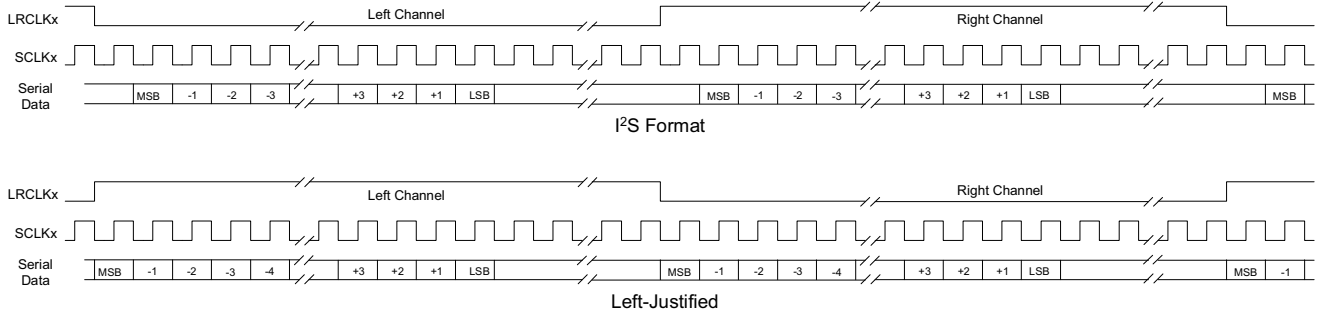 LRCLKx Left Channel Right Channel
SCLKx
Serial Data MSB -1 -2 -3 +3 +2 +1 LSB MSB -1 -2 -3 +3 +2 +1 LSB MSB
I²S Format
LRCLKx Left Channel Right Channel
SCLKx
Serial Data MSB -1 -2 -3 -4 +3 +2 +1 LSB MSB -1 -2 -3 -4 +3 +2 +1 LSB MSB -1
Left-Justified